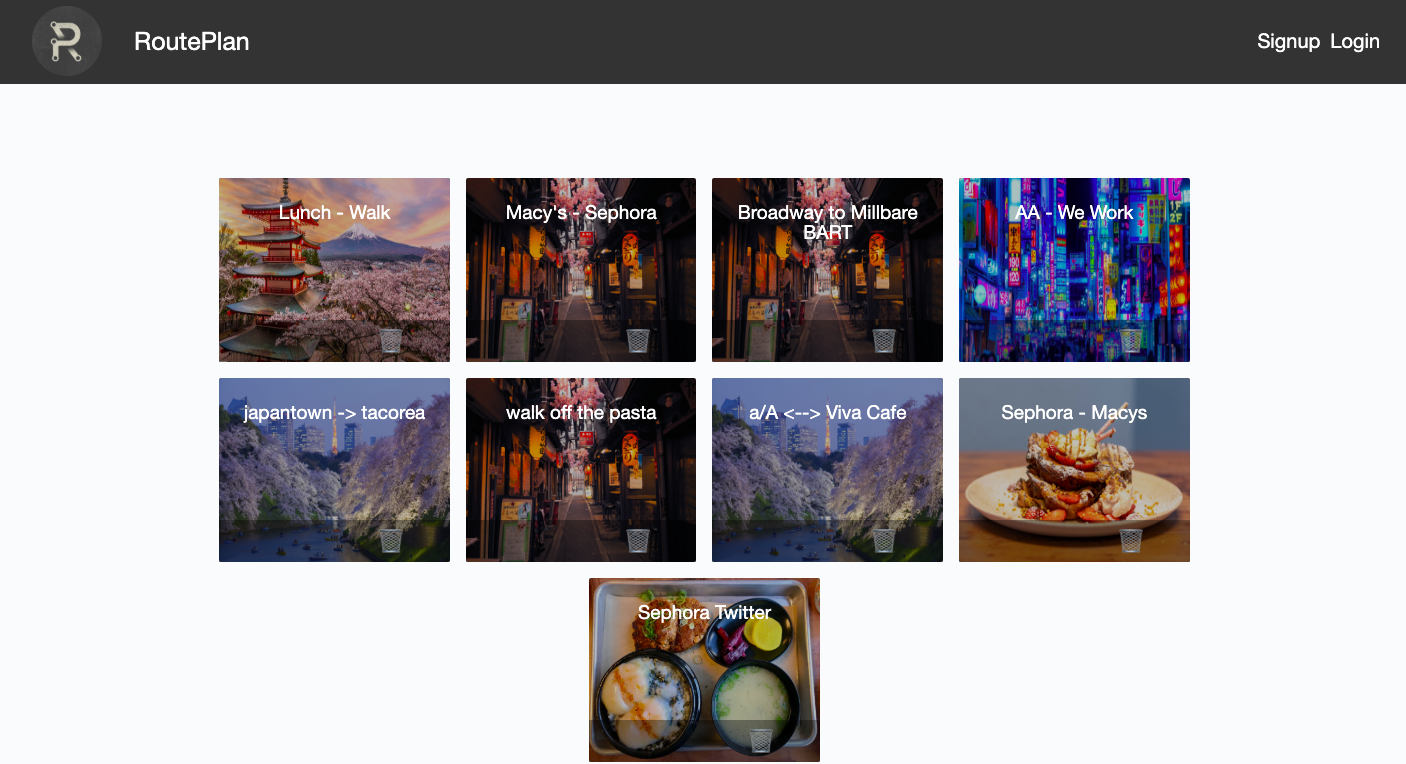 RoutePlan
Signup Login
Lunch - Walk
Macy's - Sephora
Broadway to Millbare
BART
AA - We Work
japantown -> tacorea
walk off the pasta
a/A <--> Viva Cafe
Sephora - Macys
Sephora Twitter